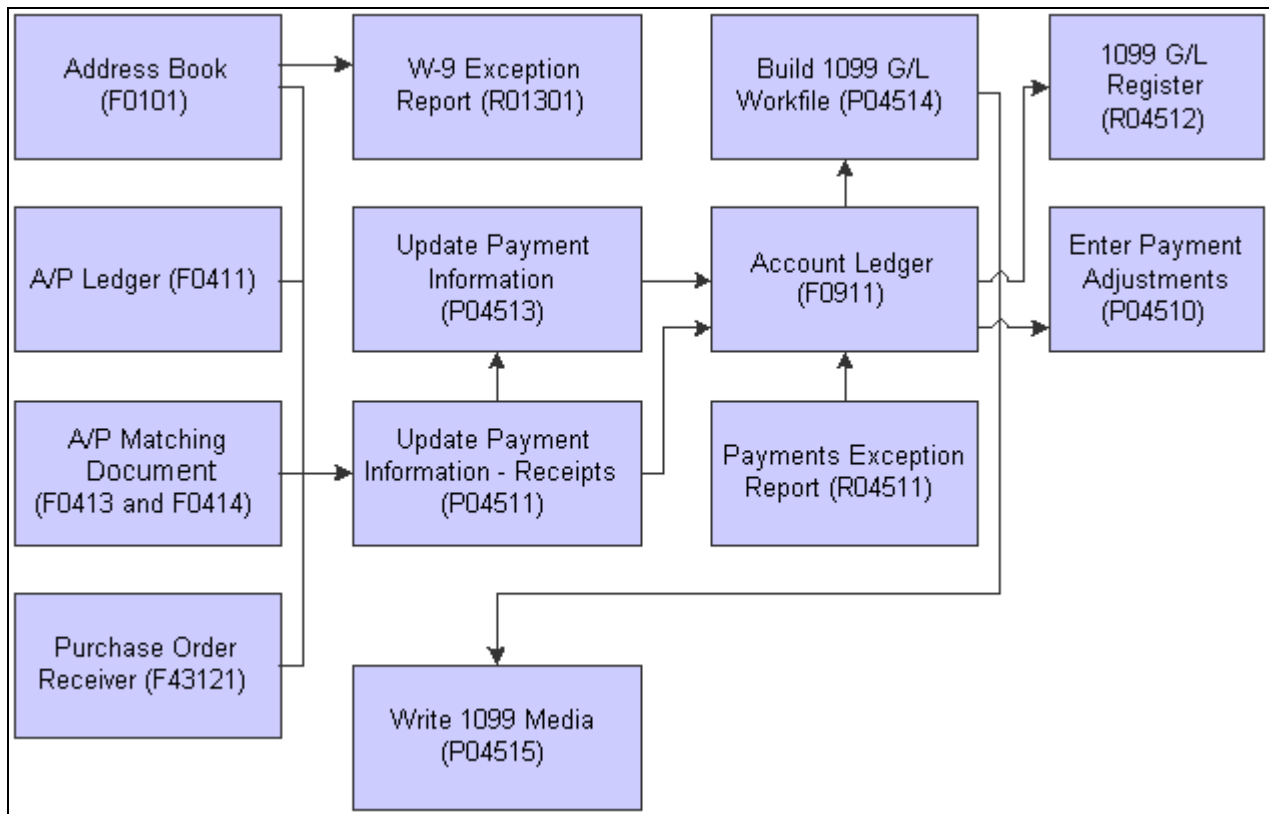 Address Book
(F0101)
W-9 Exception
Report (R01301)
Build 1099 G/L
Workfile (P04514)
1099 G/L
Register
(R04512)
A/P Ledger (F0411)
Update Payment
Information
(P04513)
Account Ledger
(F0911)
Enter Payment
Adjustments
(P04510)
A/P Matching
Document
(F0413 and F0414)
Update Payment
Information - Receipts
(P04511)
Payments Exception
Report (R04511)
Purchase Order
Receiver (F43121)
Write 1099 Media
(P04515)